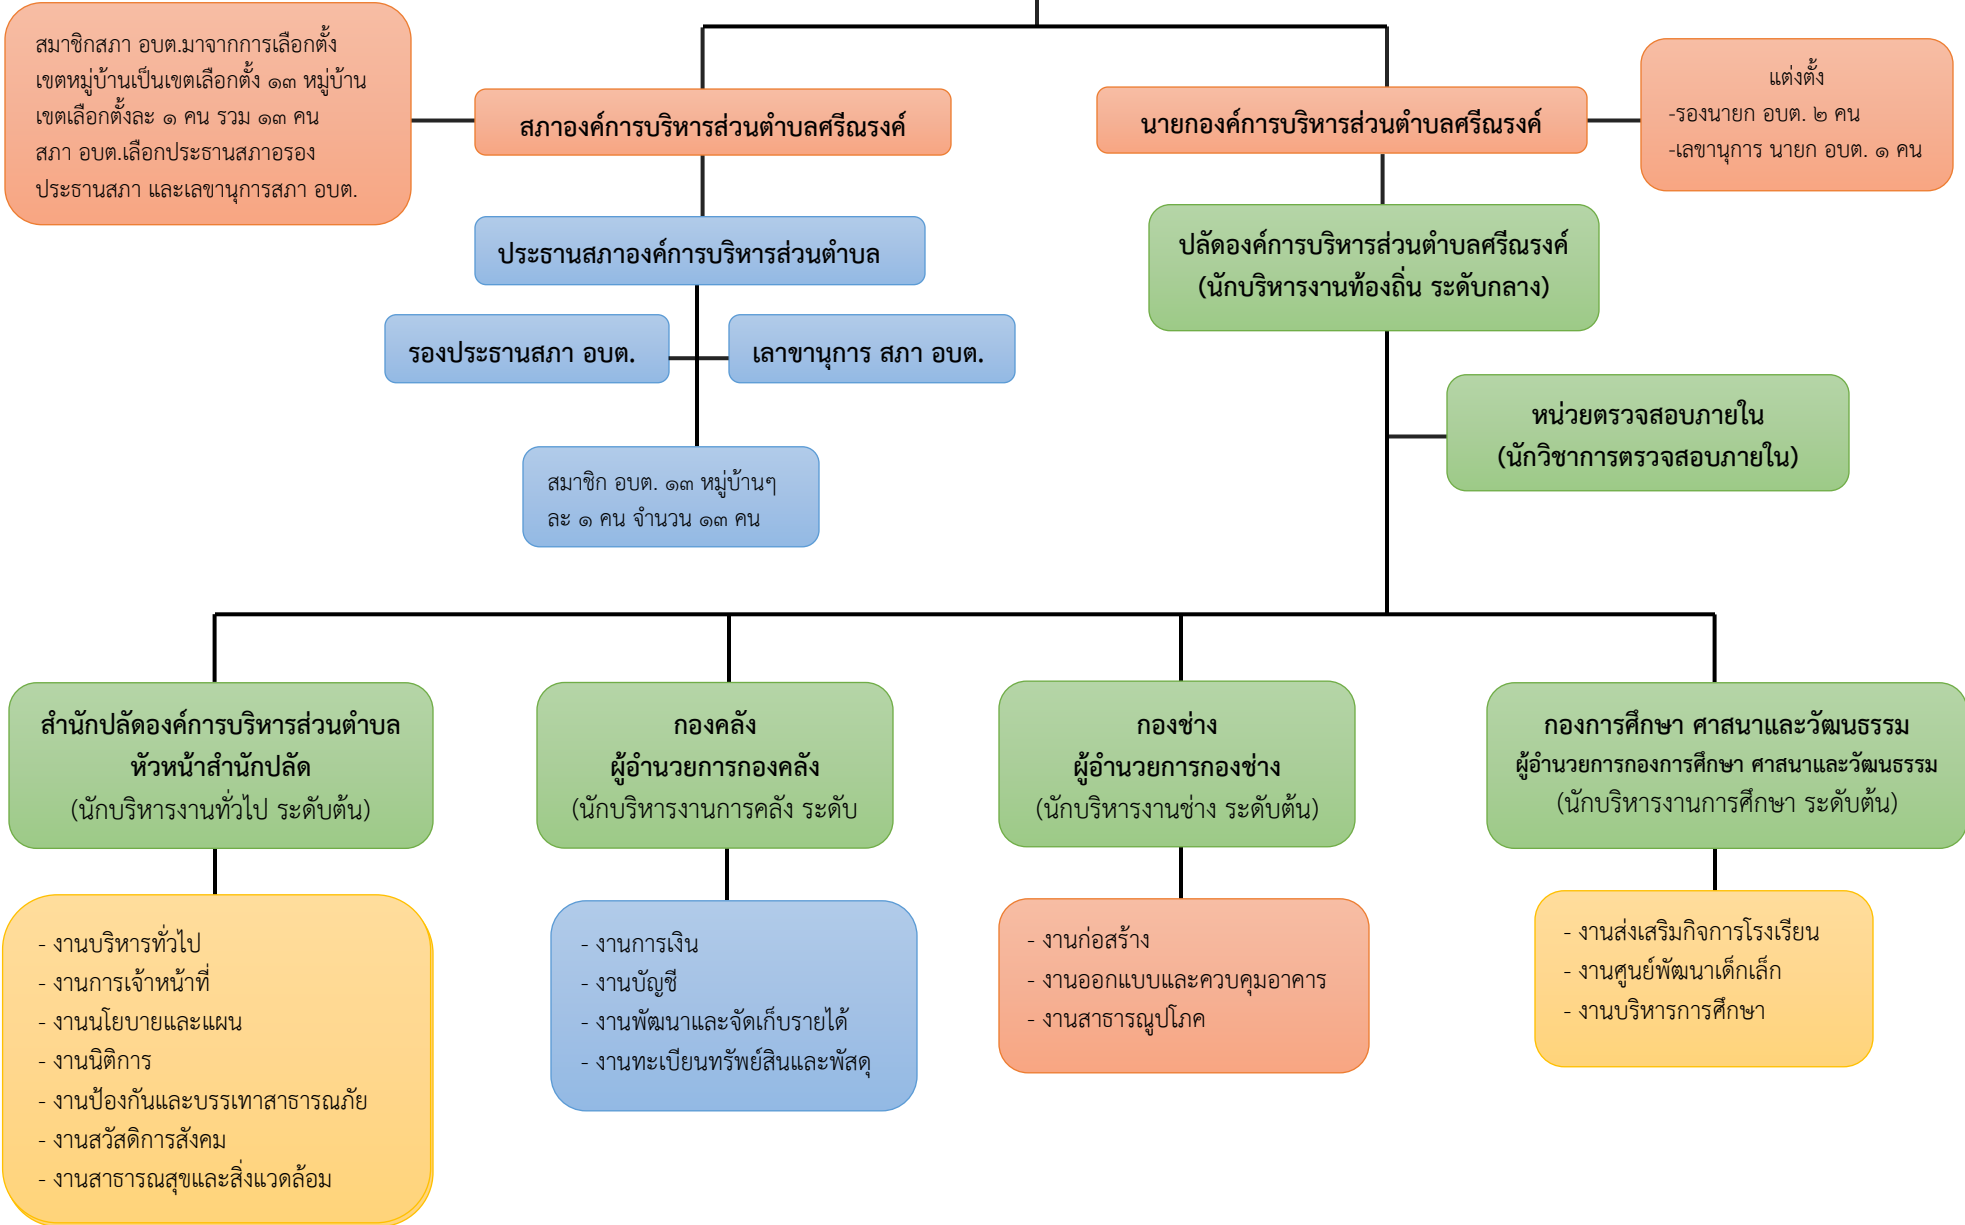 สมาชิกสภา อบต.มาจากการเลือกตั้ง
เขตหมู่บ้านเป็นเขตเลือกตั้ง ๑๓ หมู่บ้าน
เขตเลือกตั้งละ ๑ คน รวม ๑๓ คน
สภา อบต.เลือกประธานสภาอรอง
ประธานสภา และเลขานุการสภา อบต.
สภาองค์การบริหารส่วนตำบลศรีณรงค์
นายกองค์การบริหารส่วนตำบลศรีณรงค์
แต่งตั้ง
-รองนายก อบต. ๒ คน
-เลขานุการ นายก อบต. ๑ คน
ประธานสภาองค์การบริหารส่วนตำบล
ปลัดองค์การบริหารส่วนตำบลศรีณรงค์
(นักบริหารงานท้องถิ่น ระดับกลาง)
รองประธานสภา อบต.
เลาขานุการ สภา อบต.
หน่วยตรวจสอบภายใน
(นักวิชาการตรวจสอบภายใน)
สมาชิก อบต. ๑๓ หมู่บ้านๆ
ละ ๑ คน จำนวน ๑๓ คน
สำนักปลัดองค์การบริหารส่วนตำบล
หัวหน้าสำนักปลัด
(นักบริหารงานทั่วไป ระดับต้น)
กองคลัง
ผู้อำนวยการกองคลัง
(นักบริหารงานการคลัง ระดับ
กองช่าง
ผู้อำนวยการกองช่าง
(นักบริหารงานช่าง ระดับต้น)
กองการศึกษา ศาสนาและวัฒนธรรม
ผู้อำนวยการกองการศึกษา ศาสนาและวัฒนธรรม
(นักบริหารงานการศึกษา ระดับต้น)
- งานบริหารทั่วไป
- งานการเจ้าหน้าที่
- งานนโยบายและแผน
- งานนิติการ
- งานป้องกันและบรรเทาสาธารณภัย
- งานสวัสดิการสังคม
- งานสาธารณสุขและสิ่งแวดล้อม
- งานการเงิน
- งานบัญชี
- งานพัฒนาและจัดเก็บรายได้
- งานทะเบียนทรัพย์สินและพัสดุ
- งานก่อสร้าง
- งานออกแบบและควบคุมอาคาร
- งานสาธารณูปโภค
- งานส่งเสริมกิจการโรงเรียน
- งานศูนย์พัฒนาเด็กเล็ก
- งานบริหารการศึกษา